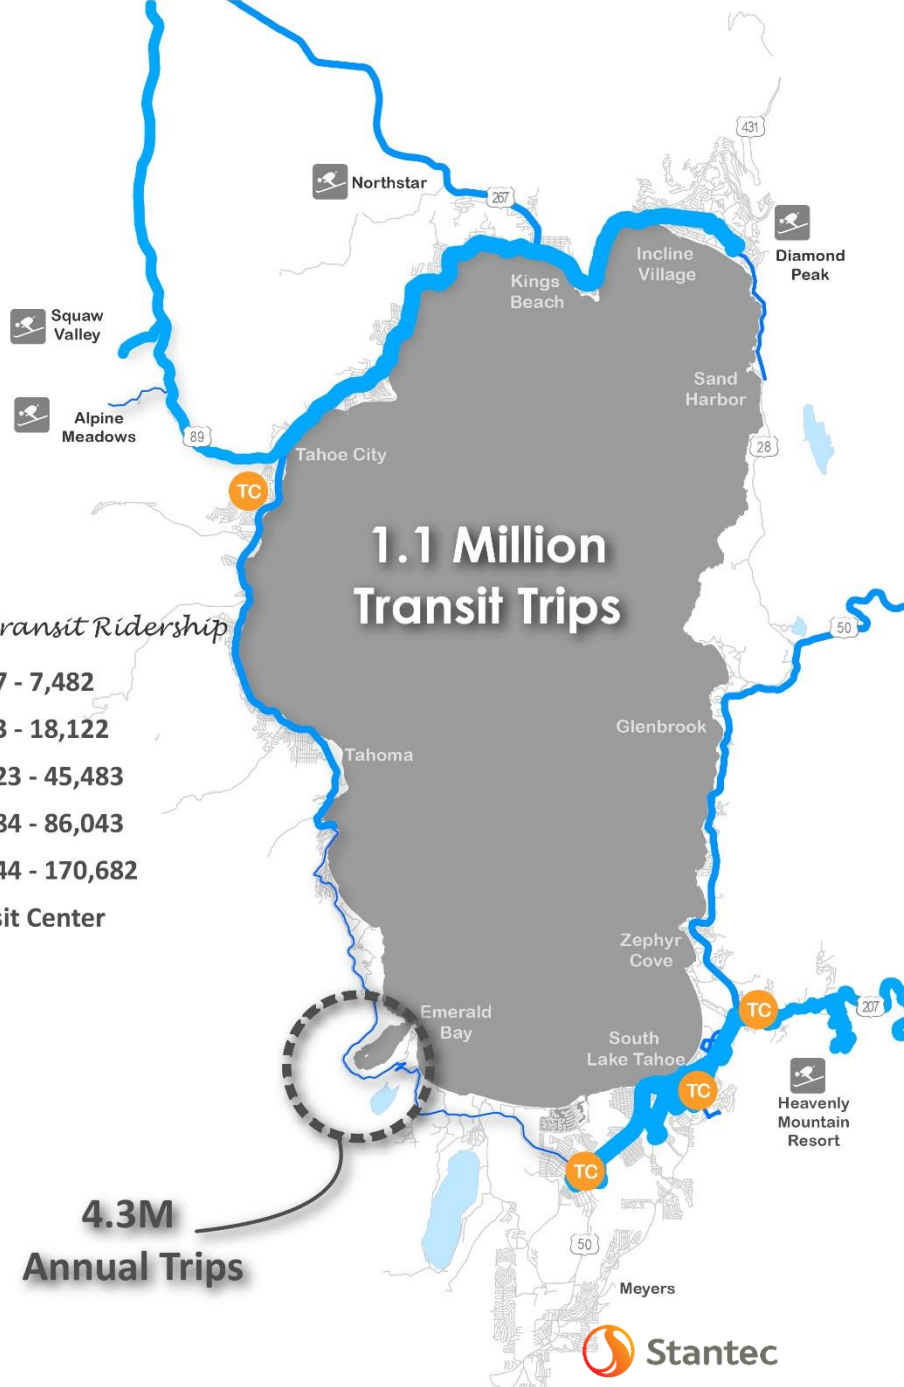 431
Northstar
267
Diamond
Peak
Incline
Village
Kings
Beach
Squaw
Valley
Sand
Harbor
Alpine
Meadows
89
28
Tahoe City
TC
1.1 Million
Transit Trips
ransit Ridership
50
7 - 7,482
3 - 18,122
Glenbrook
Tahoma
23 - 45,483
34 - 86,043
44 - 170,682
sit Center
Zephyr
Cove
TC
207
Emerald
Bay
South
Lake Tahoe
TC
Heavenly
Mountain
Resort
TC
4.3M
Annual Trips
50
Meyers
Stantec